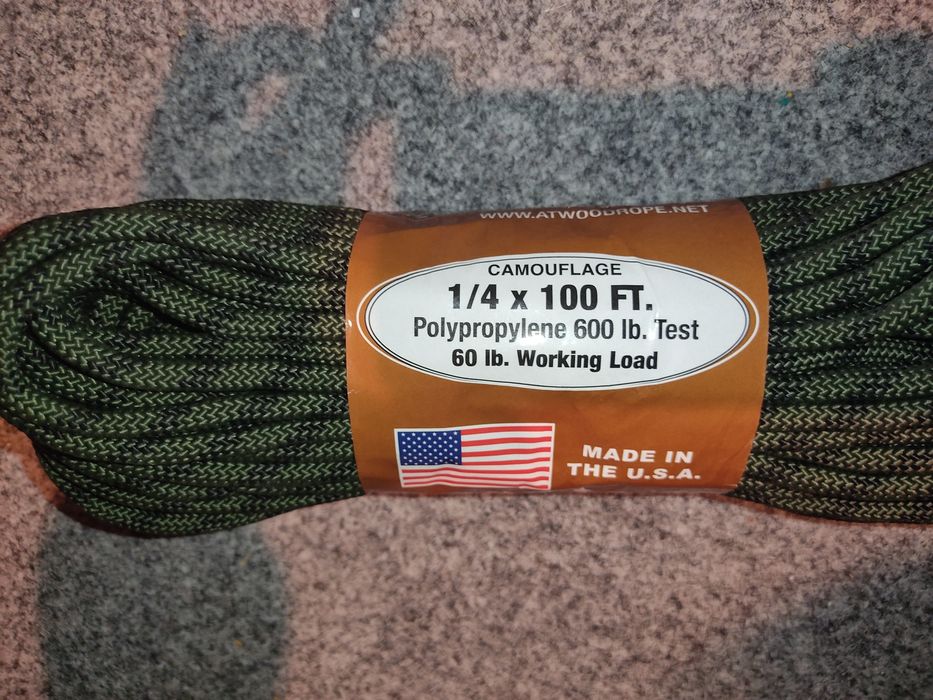 WWW.ATWOODROPE.NET
CAMOUFLAGE
1/4 x 100 FT.
Polypropylene 600 lb. Test
60 lb. Working Load
MADE IN
THE U.S.A.